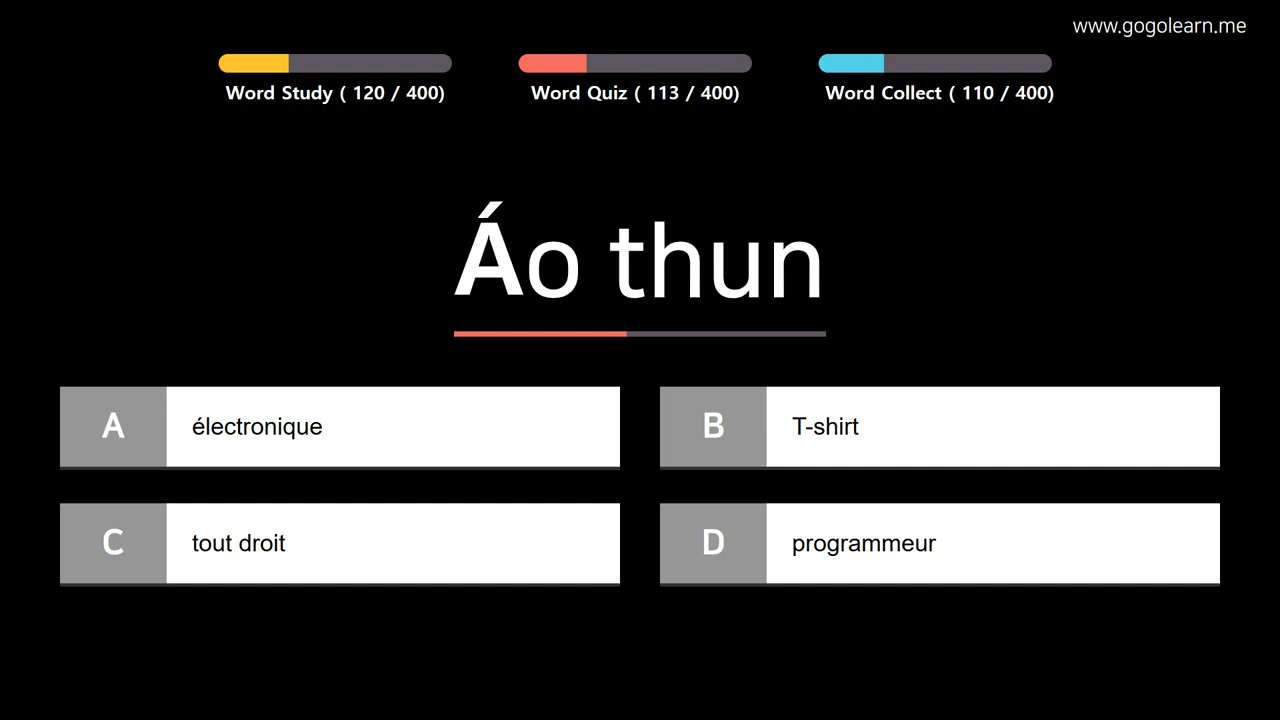 www.gogolearn.me
Word Study ( 120 / 400)
Word Quiz ( 113 / 400)
Word Collect ( 110 / 400)
Áo thun
A électronique
B T-shirt
C tout droit
D programmeur